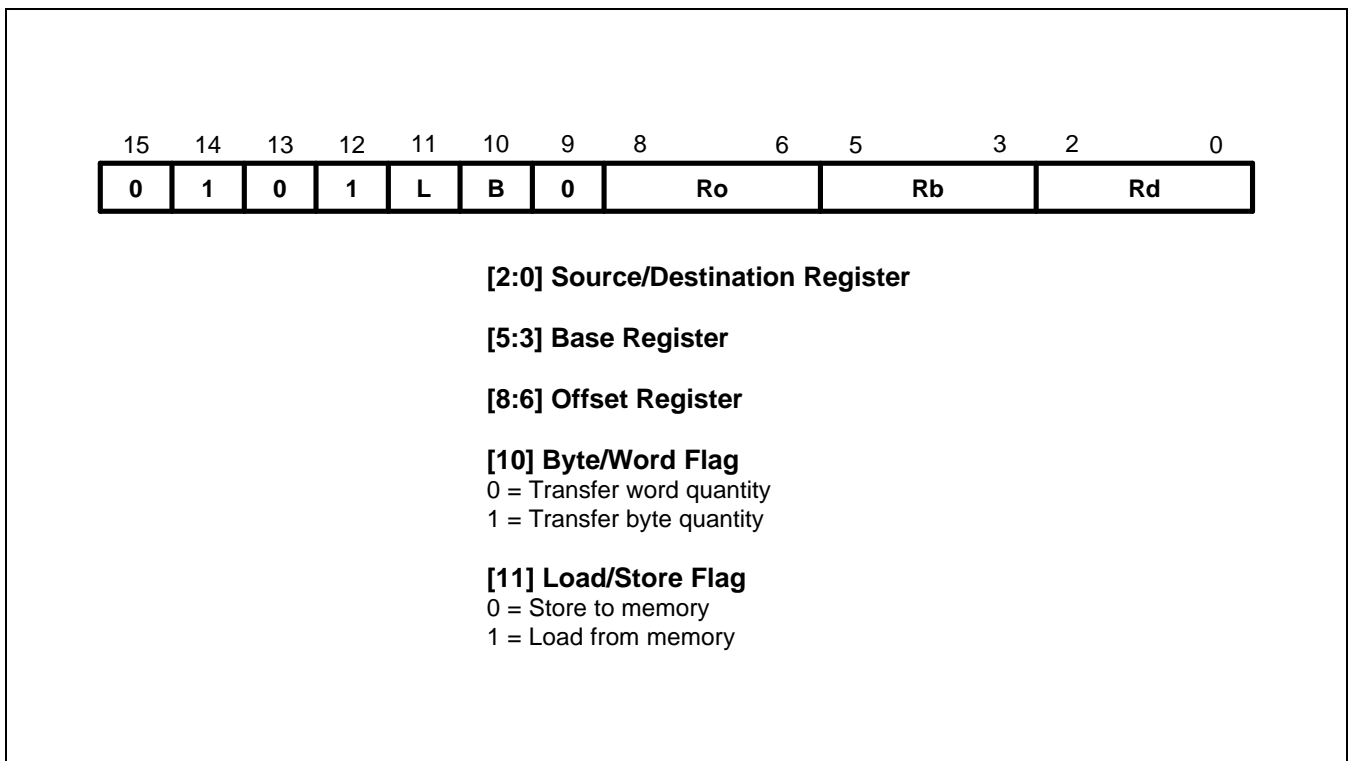 15 14 13 12 11 10 9 8 6 5 3 2 0
0 1 0 1 L B 0 Ro Rb Rd
[2:0] Source/Destination Register
[5:3] Base Register
[8:6] Offset Register
[10] Byte/Word Flag
0 = Transfer word quantity
1 = Transfer byte quantity
[11] Load/Store Flag
0 = Store to memory
1 = Load from memory